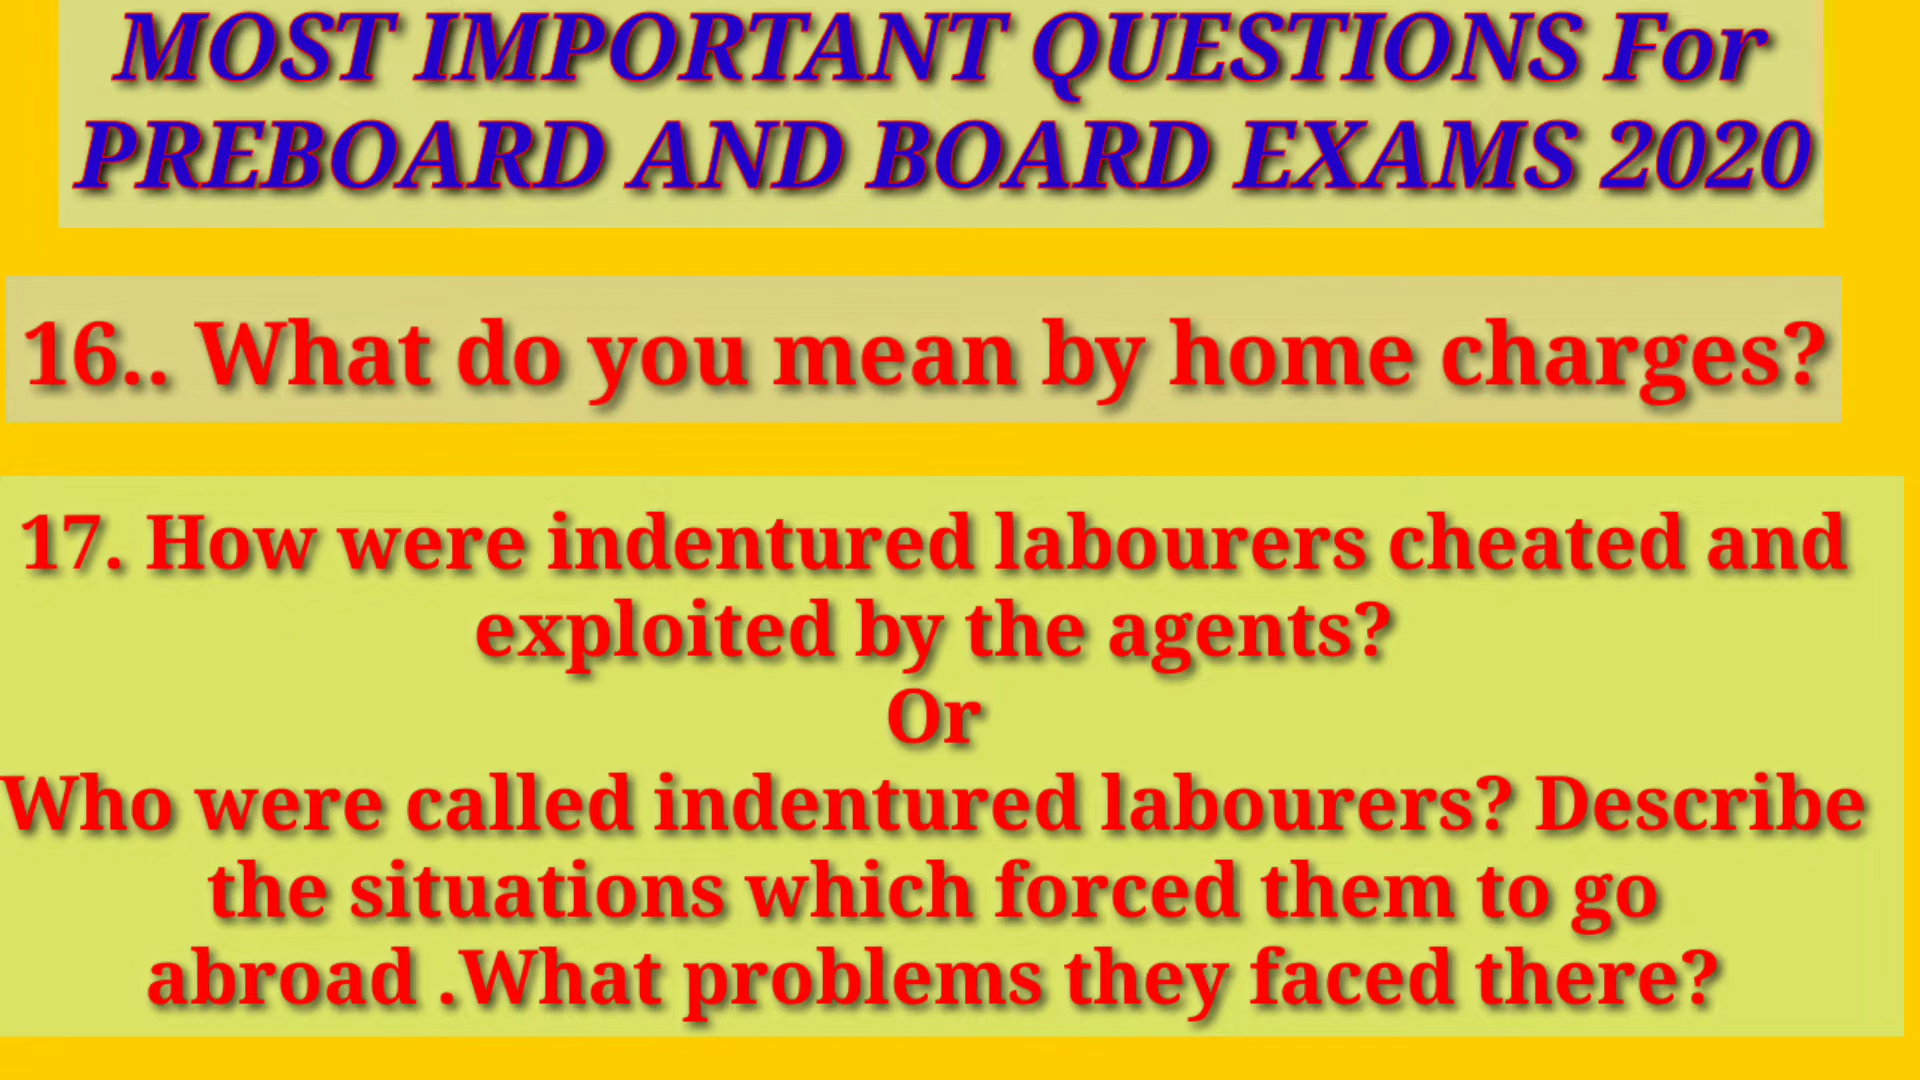 MOST IMPORTANT QUESTIONS For
PREBOARD AND BOARD EXAMS 2020
16.. What do you mean by home charges?
17. How were indentured labourers cheated and
exploited by the agents?
Or
Who were called indentured labourers? Describe
the situations which forced them to go
abroad .What problems they faced there?